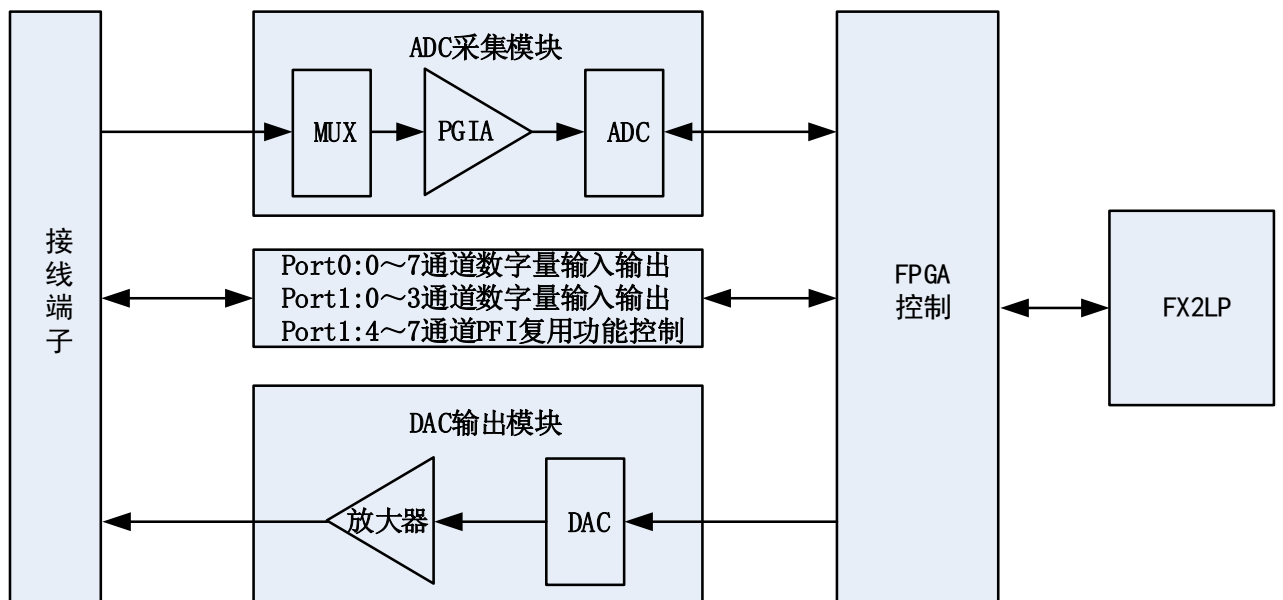 接线端子
ADC采集模块
MUX
PGIA
ADC
Port0:0～7通道数字量输入输出
Port1:0～3通道数字量输入输出
Port1:4～7通道PFI复用功能控制
DAC输出模块
放大器
DAC
FPGA
控制
FX2LP